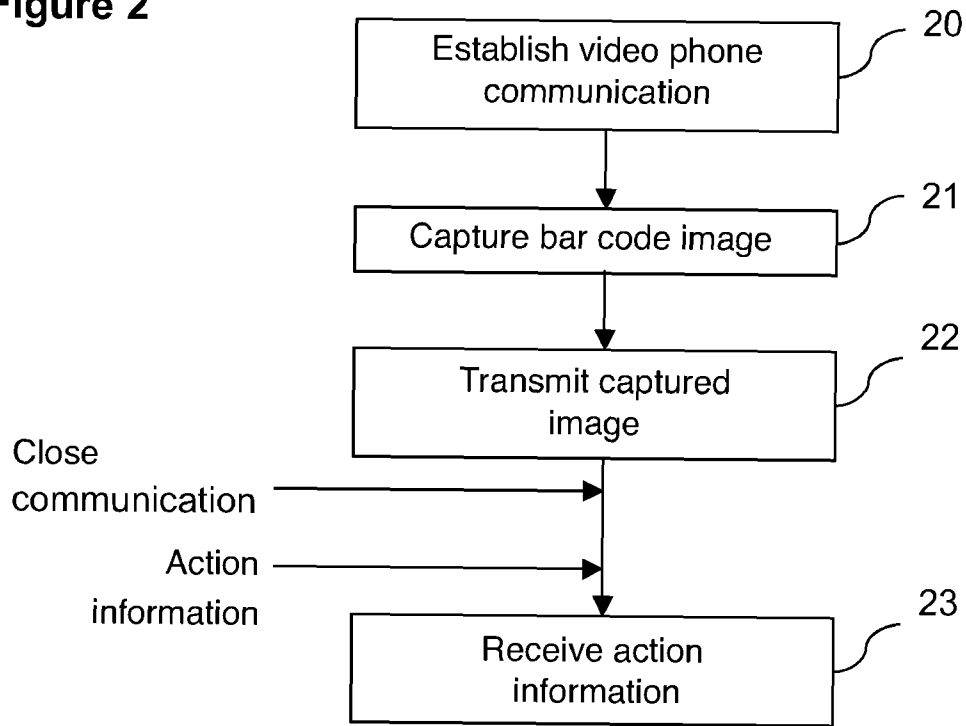 Figure 2
Establish video phone
communication
20
Capture bar code image
21
Transmit captured
image
22
Close
communication
Action
information
Receive action
information
23